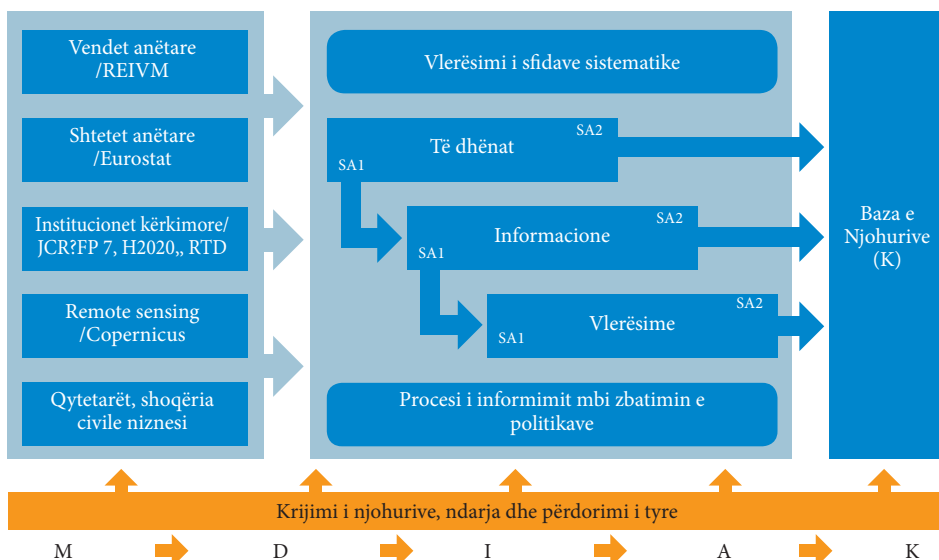 Vendet anëtare
/REIVM
Shtetet anëtare
/Eurostat
Institucionet kërkimore/
JCR?FP 7, H2020,, RTD
Remote sensing
/Copernicus
Qytetarët, shoqëria
civile niznesi
Vlerësimi i sfidave sistematike
SA2
Të dhënat
SA1
SA2
Informacione
SA1
SA2
Vlerësime
SA1
Procesi i informimit mbi zbatimin e
politikave
Baza e
Njohurive
(K)
Krijimi i njohurive, ndarja dhe përdorimi i tyre
M D I A K